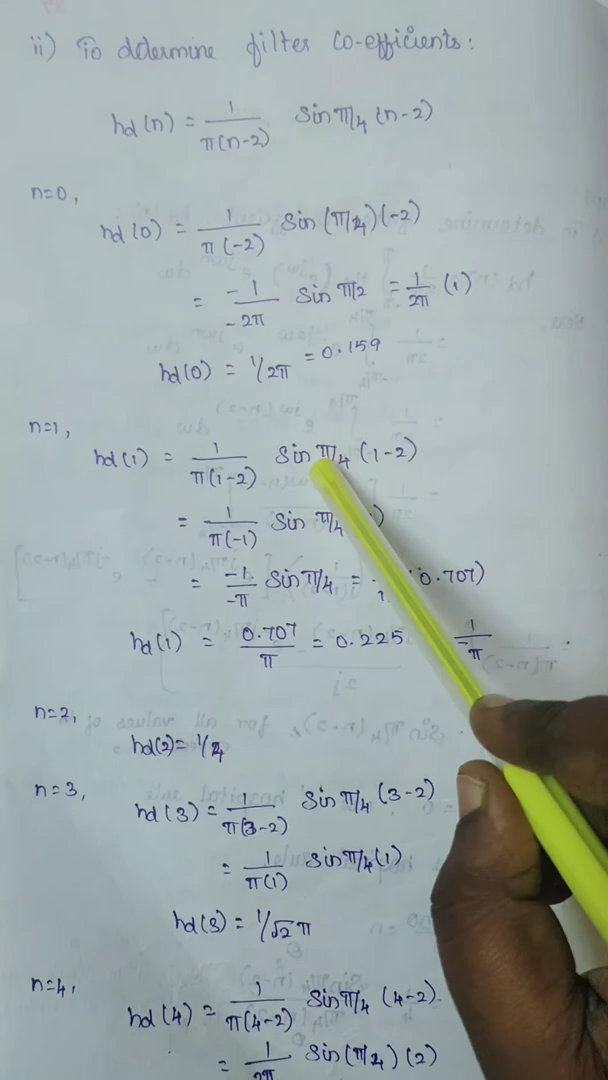 ii) To determine filter co-efficients:
hd(n) = 1/π(n-2) Sin π/4 (n-2)
n=0,
hd(0) = 1/π(-2) Sin(π/4)(-2)
= -1/-2π Sin π/2 = 1/2π (1)
hd(0) = 1/2π = 0.159
n=1,
hd(1) = 1/π(1-2) Sin π/4 (1-2)
= 1/π(-1) Sin π/4
= -1/-π Sin π/4 = 0.707)
hd(1) = 0.707/π = 0.225 1/-π
n=2,
hd(2) = 1/4
n=3,
hd(3) = 1/π(3-2) Sin π/4 (3-2)
= 1/π(1) Sin π/4 (1)
hd(3) = 1/√2 π
n=4,
hd(4) = 1/π(4-2) Sin π/4 (4-2)
= 1/2π Sin(π/4)(2)